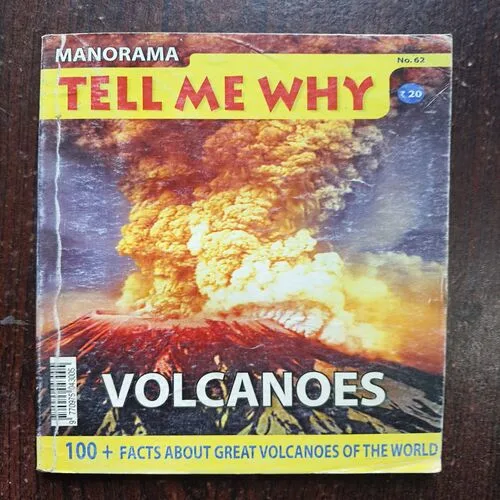 MANORAMA
No. 62
TELL ME WHY
₹ 20
VOLCANOES
100 + FACTS ABOUT GREAT VOLCANOES OF THE WORLD